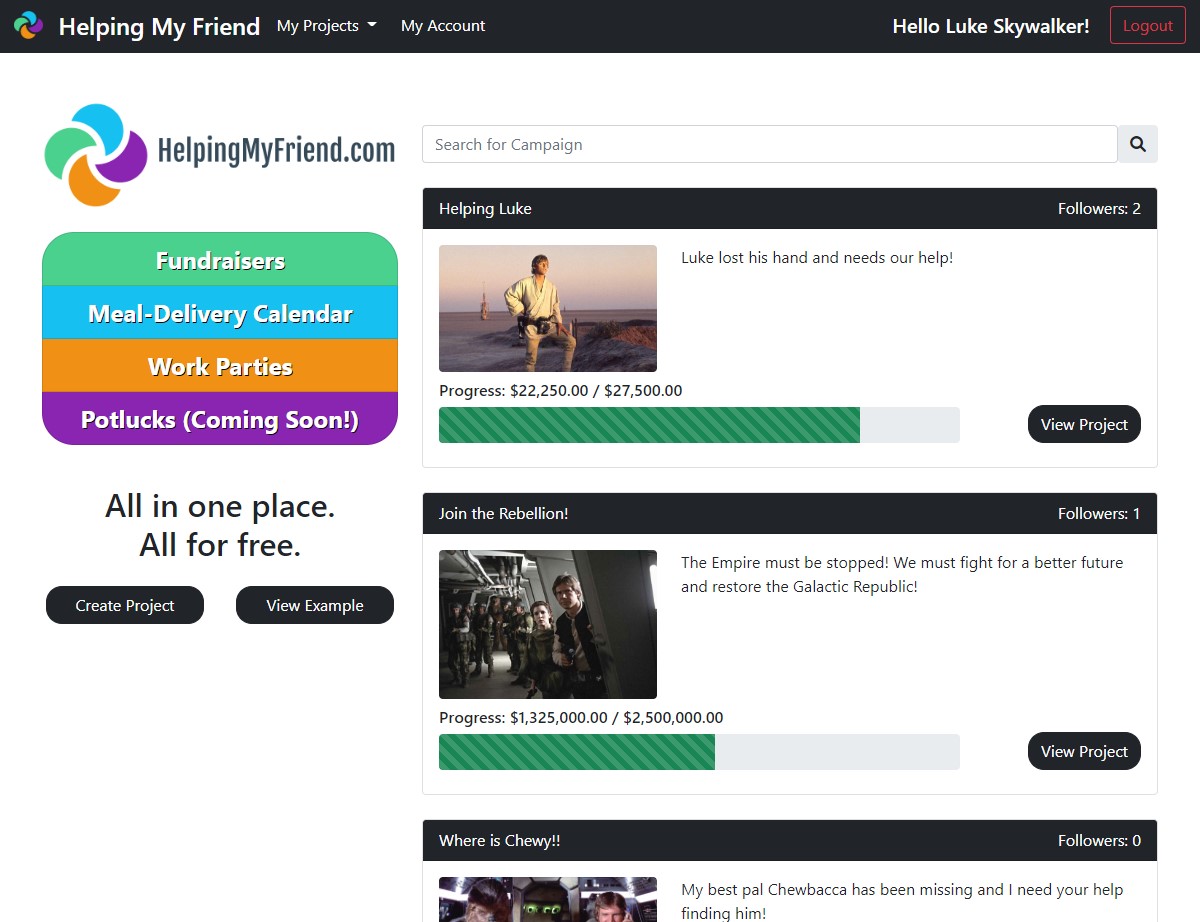 Helping My Friend My Projects My Account Hello Luke Skywalker! Logout
HelpingMyFriend.com
Fundraisers
Meal-Delivery Calendar
Work Parties
Potlucks (Coming Soon!)
All in one place.
All for free.
Create Project View Example
Search for Campaign
Helping Luke Followers: 2
Luke lost his hand and needs our help!
Progress: $22,250.00 / $27,500.00
View Project
Join the Rebellion! Followers: 1
The Empire must be stopped! We must fight for a better future
and restore the Galactic Republic!
Progress: $1,325,000.00 / $2,500,000.00
View Project
Where is Chewy!! Followers: 0
My best pal Chewbacca has been missing and I need your help
finding him!